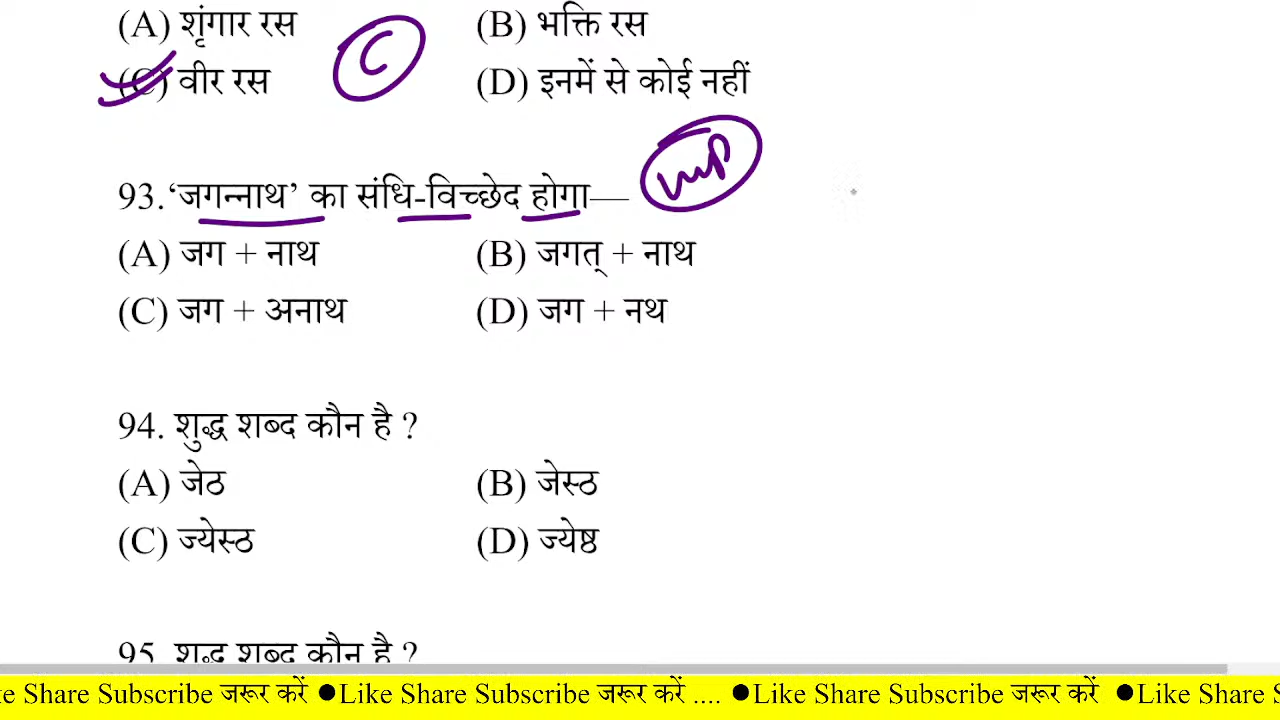 (A) शृंगार रस (B) भक्ति रस
(C) वीर रस C (D) इनमें से कोई नहीं
93.‘जगन्नाथ’ का संधि-विच्छेद होगा—
(A) जग + नाथ (B) जगत् + नाथ
(C) जग + अनाथ (D) जग + नथ
94. शुद्ध शब्द कौन है ?
(A) जेठ (B) जेस्ठ
(C) ज्येस्ठ (D) ज्येष्ठ
95. शुद्ध शब्द कौन है ?
Share Subscribe जरूर करें ●Like Share Subscribe जरूर करें .... ●Like Share Subscribe जरूर करें ●Like Share